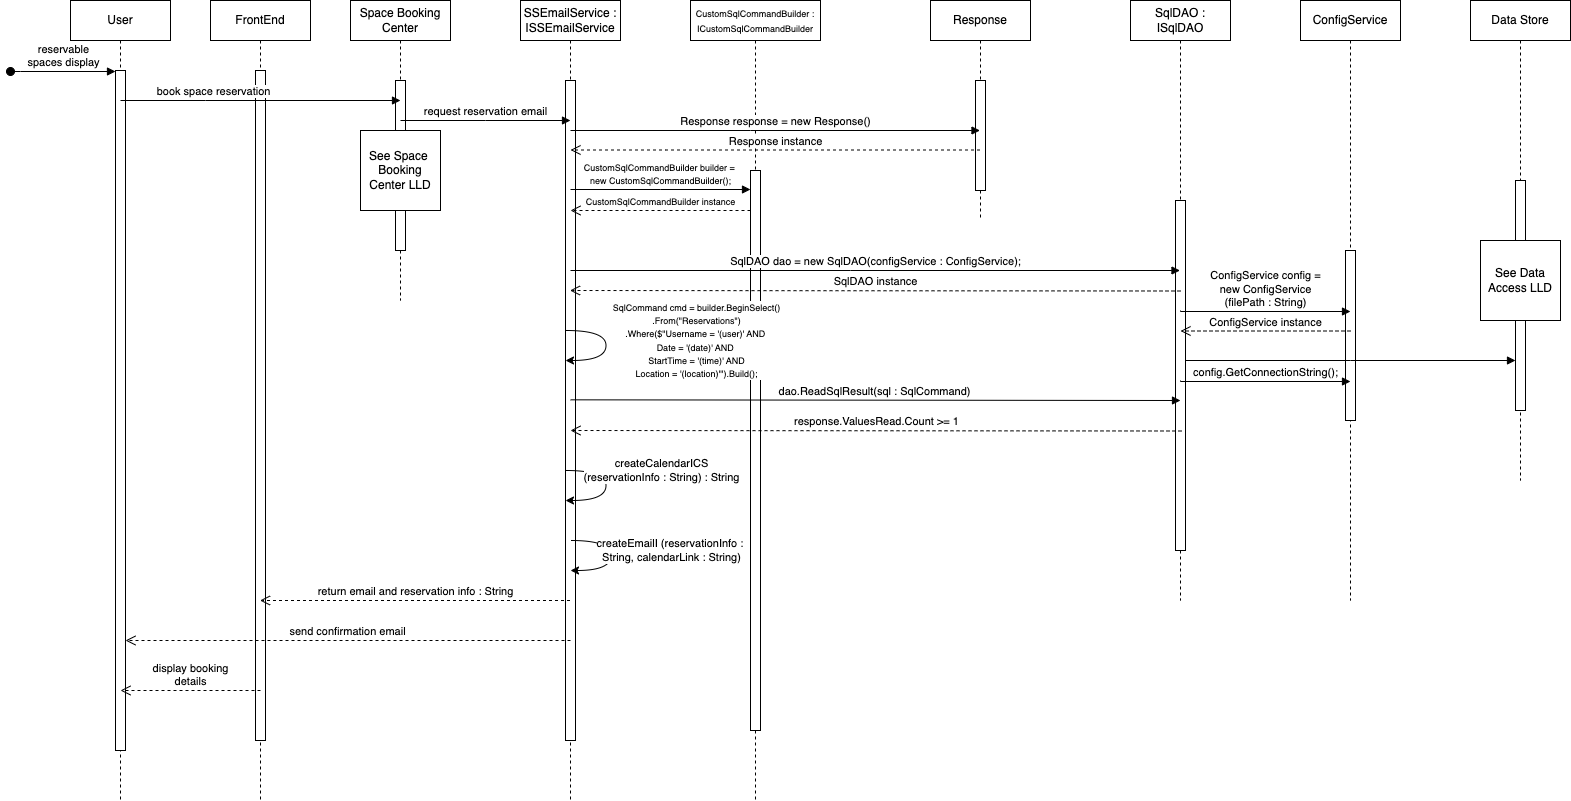 User
FrontEnd
Space Booking
Center
SSEmailService :
ISSEmailService
CustomSqlCommandBuilder :
ICustomSqlCommandBuilder
Response
SqlDAO :
ISqlDAO
ConfigService
Data Store
reservable
spaces display
book space reservation
request reservation email
Response response = new Response()
Response instance
See Space
Booking
Center LLD
CustomSqlCommandBuilder builder =
new CustomSqlCommandBuilder();
CustomSqlCommandBuilder instance
SqlDAO dao = new SqlDAO(configService : ConfigService);
SqlDAO instance
ConfigService config =
new ConfigService
(filePath : String)
ConfigService instance
See Data
Access LLD
SqlCommand cmd = builder.BeginSelect()
.From("Reservations")
.Where($"Username = '(user)' AND
Date = '(date)' AND
StartTime = '(time)' AND
Location = '(location)'").Build();
config.GetConnectionString();
dao.ReadSqlResult(sql : SqlCommand)
response.ValuesRead.Count >= 1
createCalendarICS
(reservationInfo : String) : String
createEmailI (reservationInfo :
String, calendarLink : String)
return email and reservation info : String
send confirmation email
display booking
details